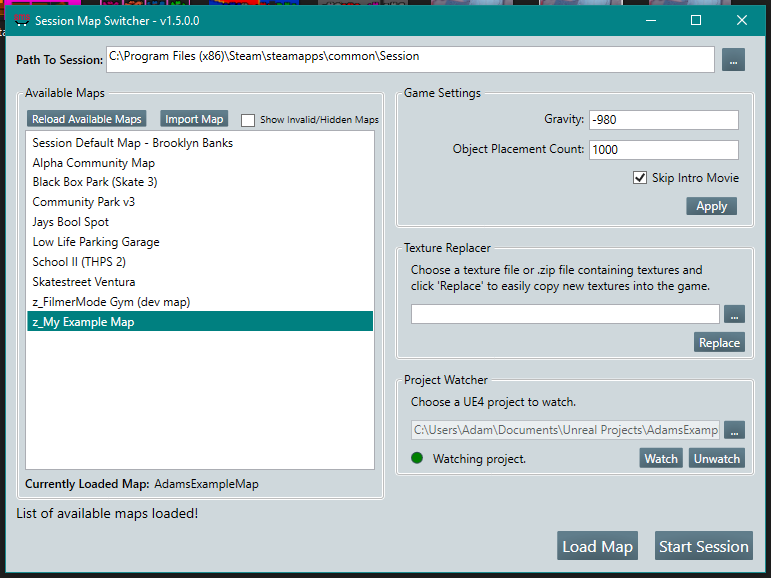 Session Map Switcher - v1.5.0.0
Path To Session: C:\Program Files (x86)\Steam\steamapps\common\Session ...
Available Maps
Reload Available Maps Import Map Show Invalid/Hidden Maps
Session Default Map - Brooklyn Banks
Alpha Community Map
Black Box Park (Skate 3)
Community Park v3
Jays Bool Spot
Low Life Parking Garage
School II (THPS 2)
Skatestreet Ventura
z_FilmerMode Gym (dev map)
z_My Example Map
Currently Loaded Map: AdamsExampleMap
List of available maps loaded!
Game Settings
Gravity: -980
Object Placement Count: 1000
Skip Intro Movie
Apply
Texture Replacer
Choose a texture file or .zip file containing textures and
click 'Replace' to easily copy new textures into the game.
...
Replace
Project Watcher
Choose a UE4 project to watch.
C:\Users\Adam\Documents\Unreal Projects\AdamsExamp ...
Watching project. Watch Unwatch
Load Map Start Session